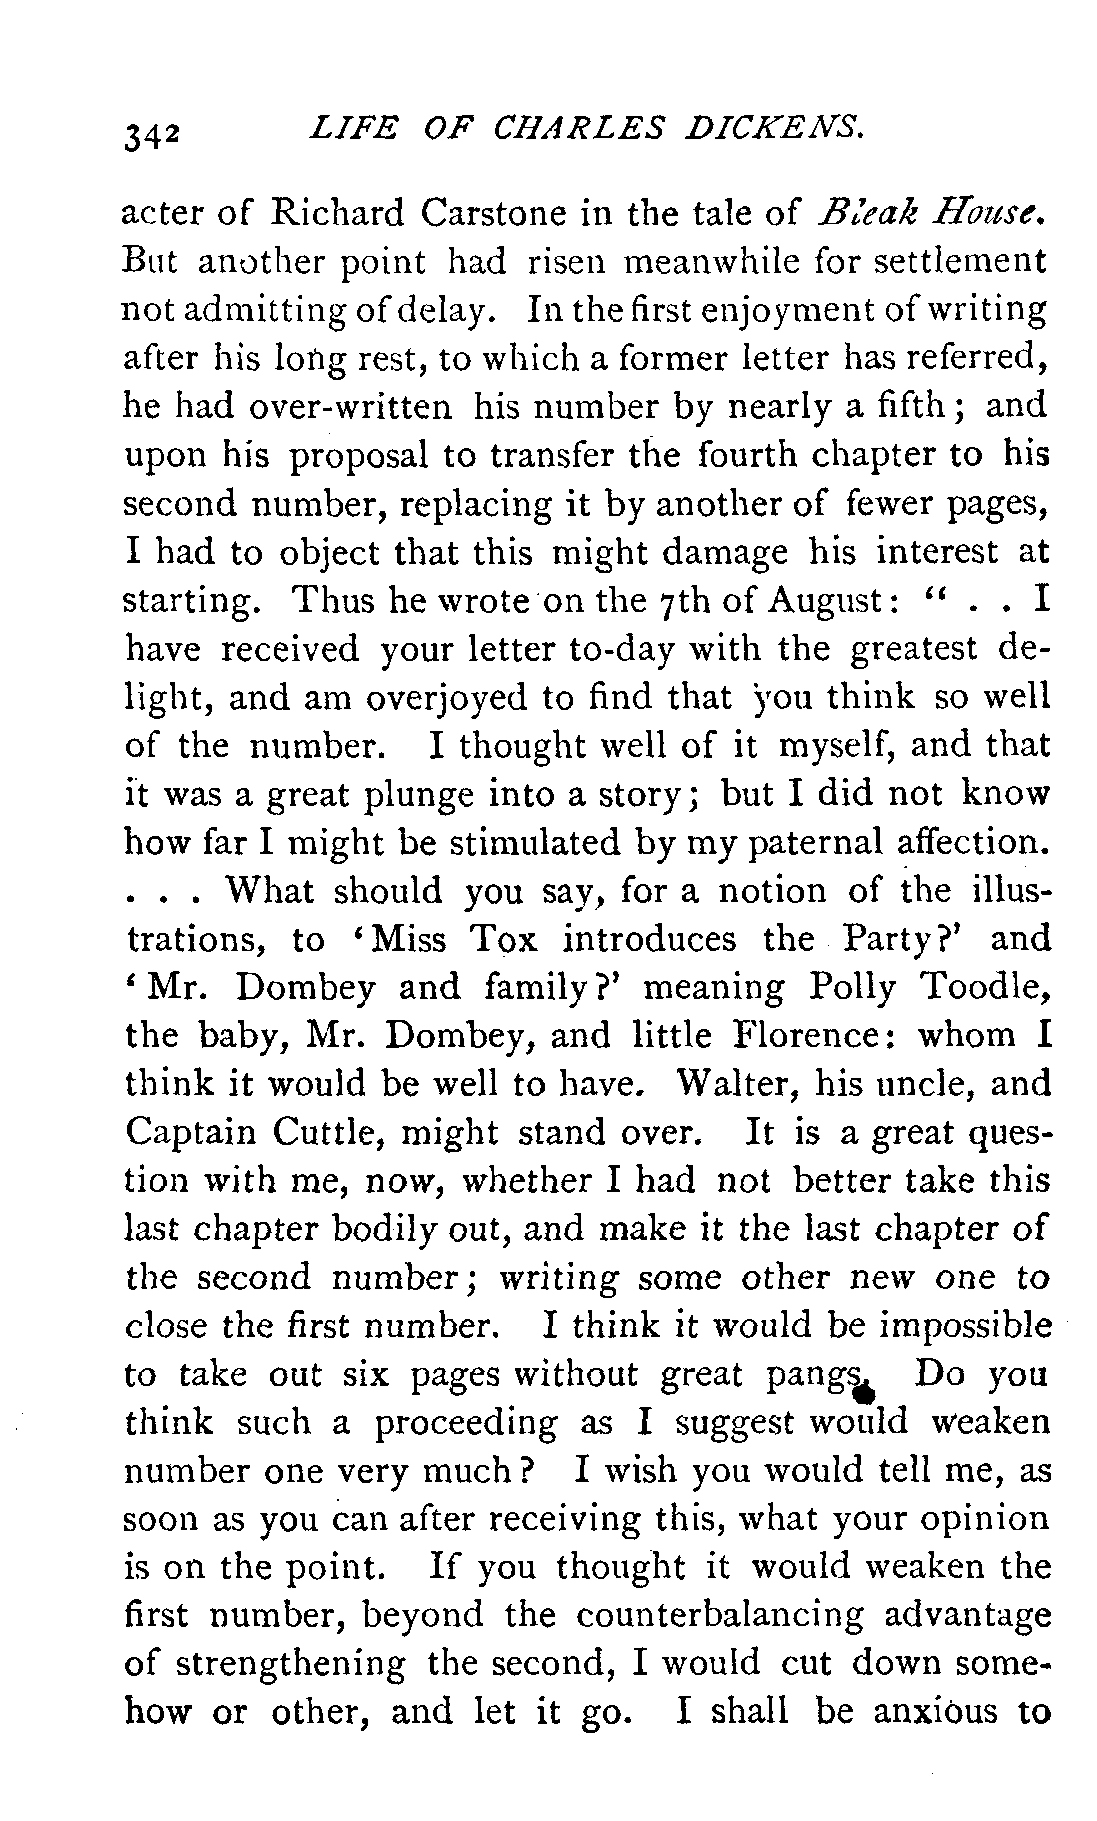 342 LIFE OF CHARLES DICKENS.
acter of Richard Carstone in the tale of Bleak House.
But another point had risen meanwhile for settlement
not admitting of delay. In the first enjoyment of writing
after his long rest, to which a former letter has referred,
he had over-written his number by nearly a fifth; and
upon his proposal to transfer the fourth chapter to his
second number, replacing it by another of fewer pages,
I had to object that this might damage his interest at
starting. Thus he wrote on the 7th of August: “ . . I
have received your letter to-day with the greatest de-
light, and am overjoyed to find that you think so well
of the number. I thought well of it myself, and that
it was a great plunge into a story; but I did not know
how far I might be stimulated by my paternal affection.
. . . What should you say, for a notion of the illus-
trations, to ‘Miss Tox introduces the Party?’ and
‘Mr. Dombey and family?’ meaning Polly Toodle,
the baby, Mr. Dombey, and little Florence: whom I
think it would be well to have. Walter, his uncle, and
Captain Cuttle, might stand over. It is a great ques-
tion with me, now, whether I had not better take this
last chapter bodily out, and make it the last chapter of
the second number; writing some other new one to
close the first number. I think it would be impossible
to take out six pages without great pangs. Do you
think such a proceeding as I suggest would weaken
number one very much? I wish you would tell me, as
soon as you can after receiving this, what your opinion
is on the point. If you thought it would weaken the
first number, beyond the counterbalancing advantage
of strengthening the second, I would cut down some-
how or other, and let it go. I shall be anxious to